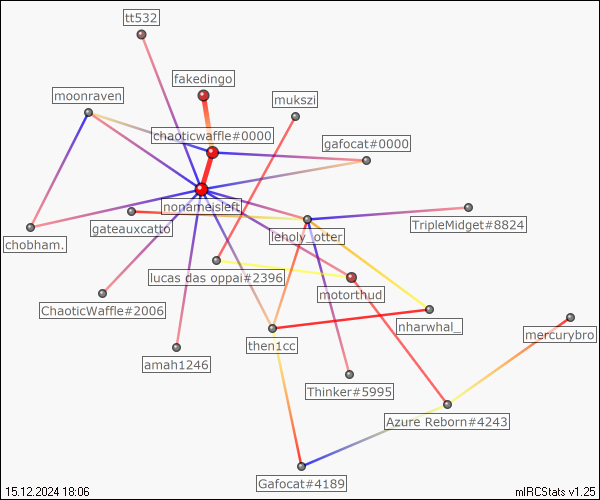 tt532
fakedingo
moonraven
mukszi
chaoticwaffle#0000
gafocat#0000
nonameisleft
gateauxcatto
TripleMidget#8824
leholy_otter
chobham.
lucas das oppai#2396
motorthud
ChaoticWaffle#2006
nharwhal_
mercurybro
then1cc
amah1246
Thinker#5995
Azure Reborn#4243
Gafocat#4189
15.12.2024 18:06
mIRCStats v1.25